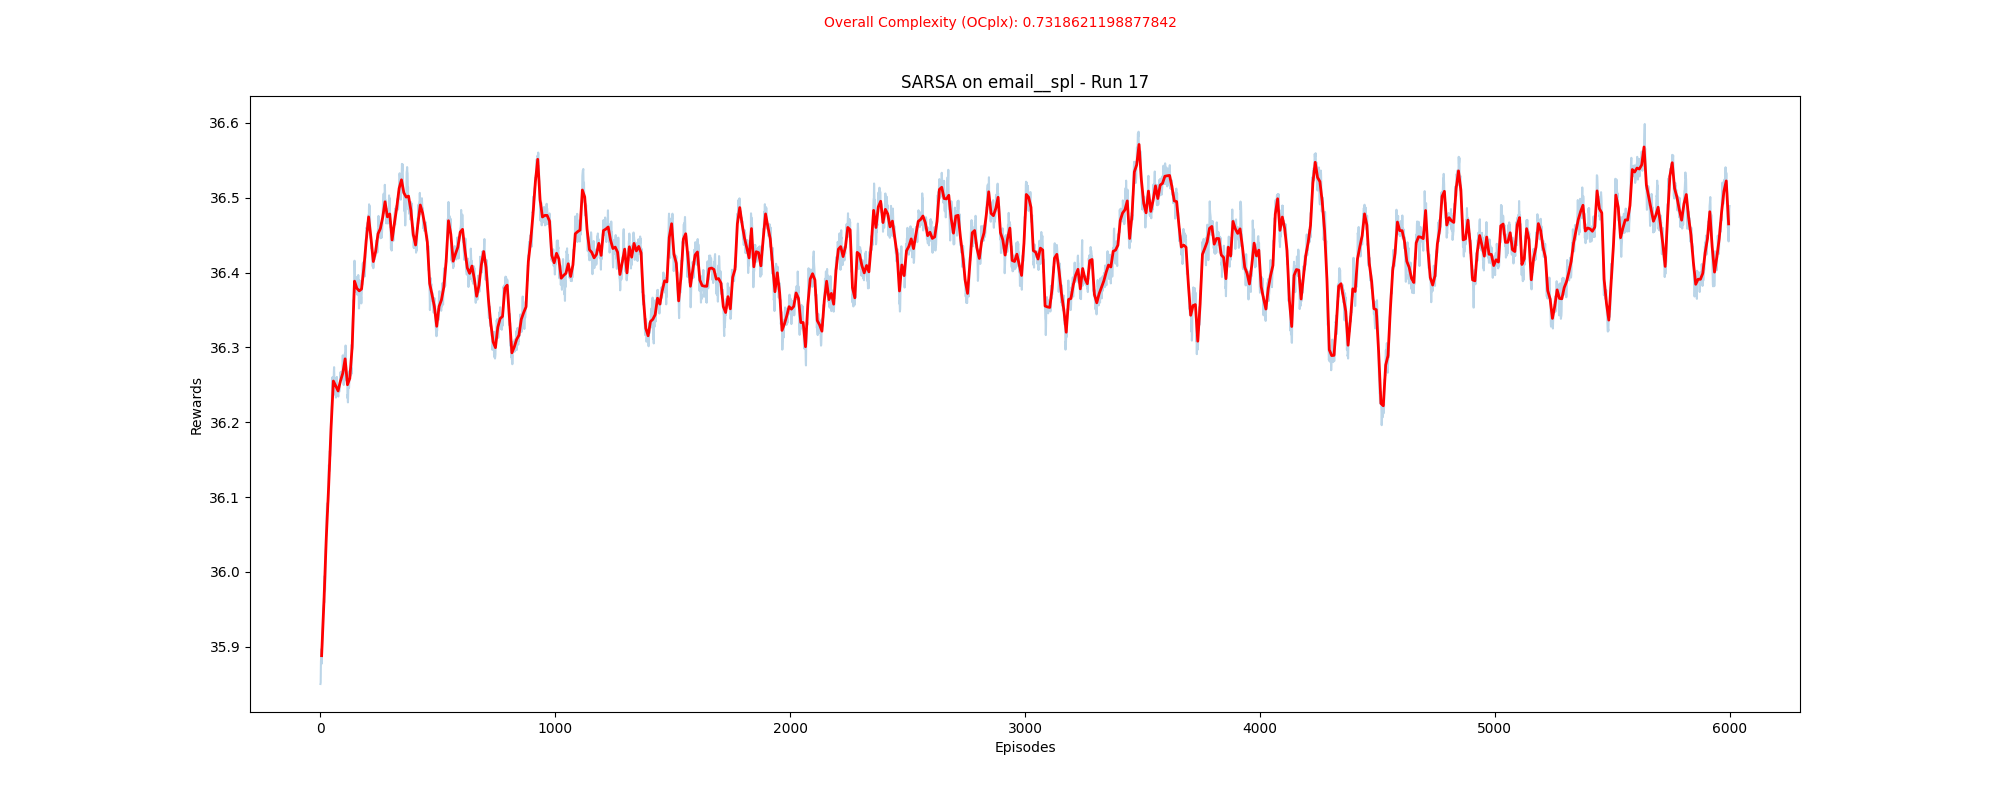 Overall Complexity (OCplx): 0.7318621198877842
SARSA on email__spl - Run 17
36.6
36.5
36.4
36.3
36.2
36.1
36.0
35.9
Rewards
0 1000 2000 3000 4000 5000 6000
Episodes